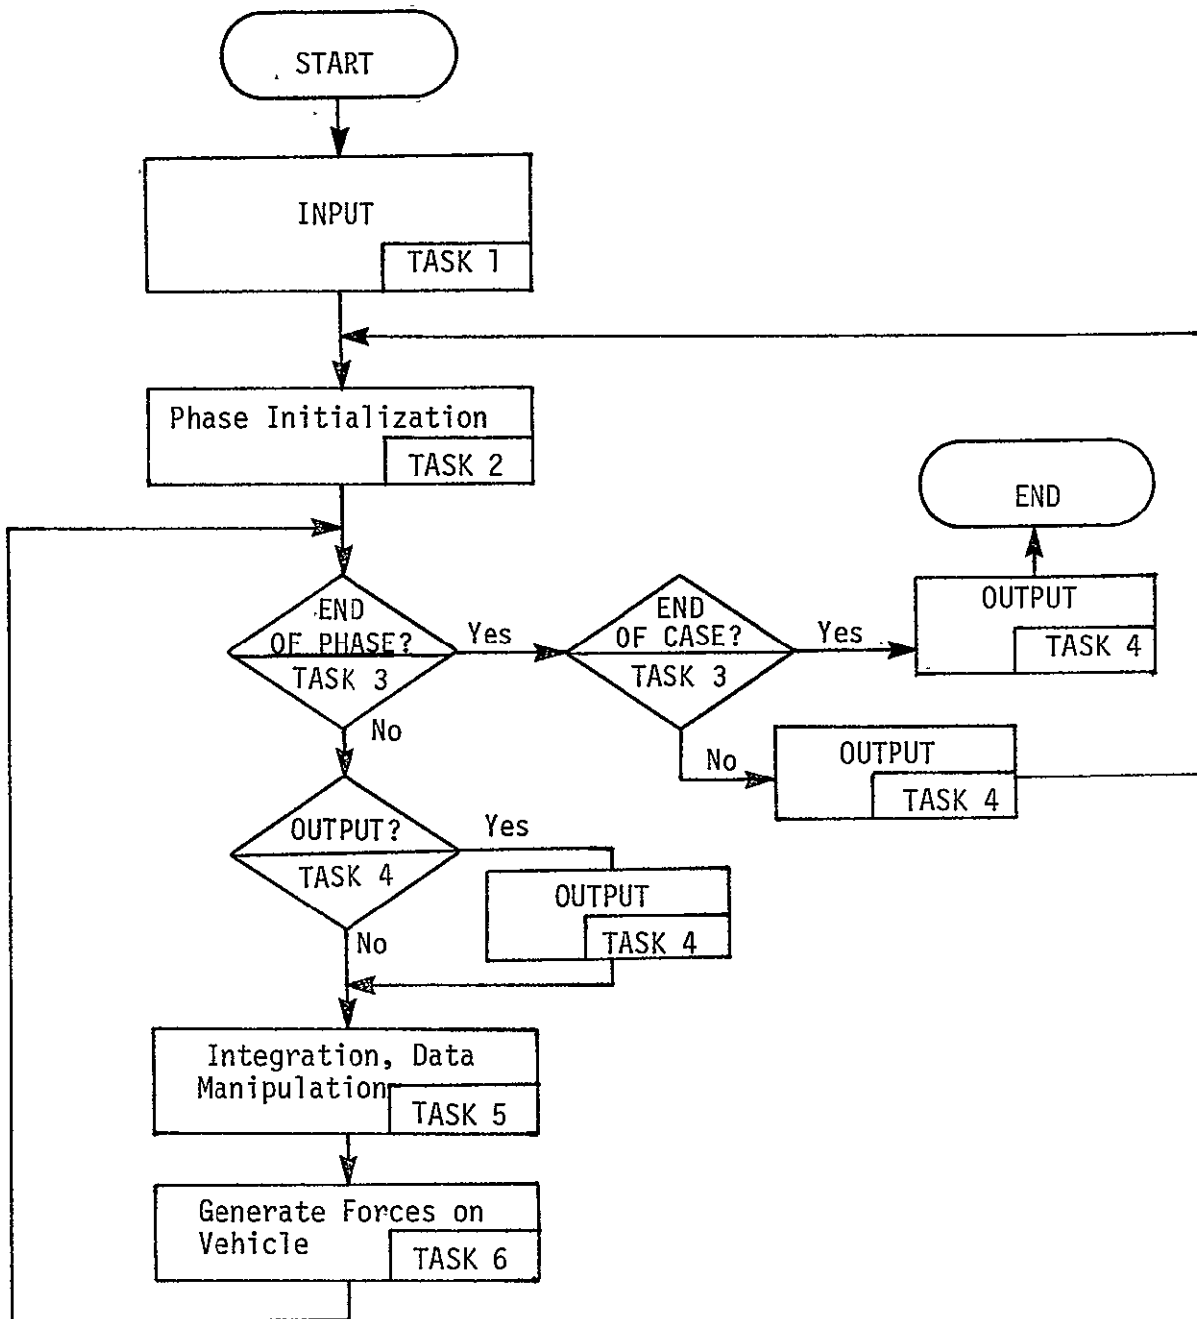 START
INPUT
TASK 1
Phase Initialization
TASK 2
END
OF PHASE?
TASK 3
Yes
END
OF CASE?
TASK 3
Yes
OUTPUT
TASK 4
END
No
OUTPUT
TASK 4
No
OUTPUT?
TASK 4
Yes
OUTPUT
TASK 4
No
Integration, Data
Manipulation
TASK 5
Generate Forces on
Vehicle
TASK 6